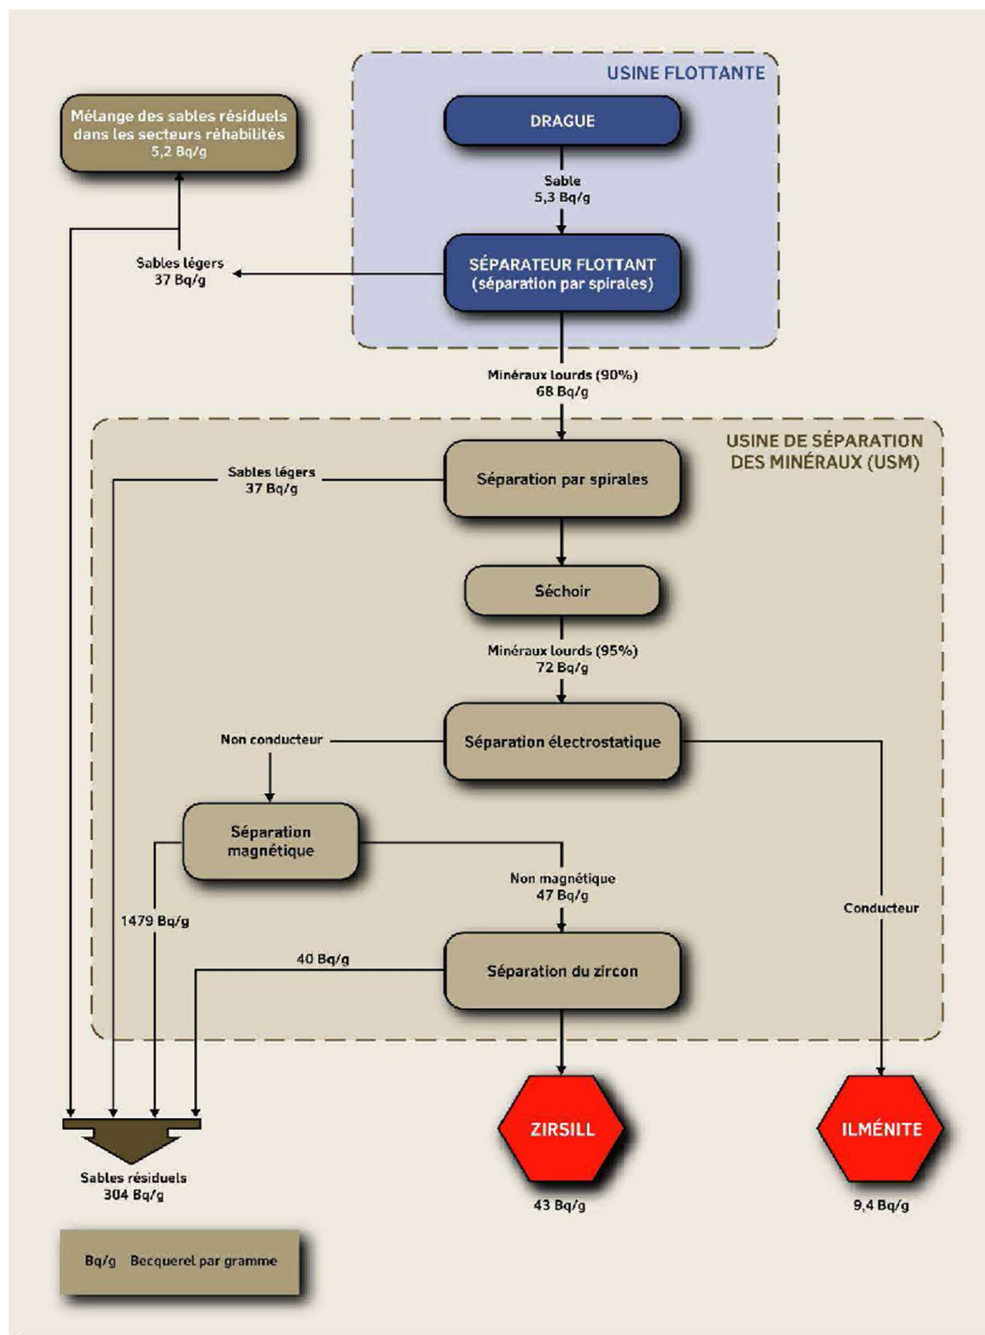 USINE FLOTTANTE
DRAGUE
Mélange des sables résiduels
dans les secteurs réhabilités
5,2 Bq/g
Sable
5,3 Bq/g
SÉPARATEUR FLOTTANT
(séparation par spirales)
Sables légers
37 Bq/g
Minéraux lourds (90%)
68 Bq/g
USINE DE SÉPARATION
DES MINÉRAUX (USM)
Séparation par spirales
Sables légers
37 Bq/g
Séchoir
Minéraux lourds (95%)
72 Bq/g
Séparation électrostatique
Non conducteur
Séparation
magnétique
Non magnétique
47 Bq/g
Conducteur
1479 Bq/g
40 Bq/g
Séparation du zircon
ZIRSILL
ILMÉNITE
Sables résiduels
304 Bq/g
43 Bq/g
9,4 Bq/g
Bq/g Becquerel par gramme